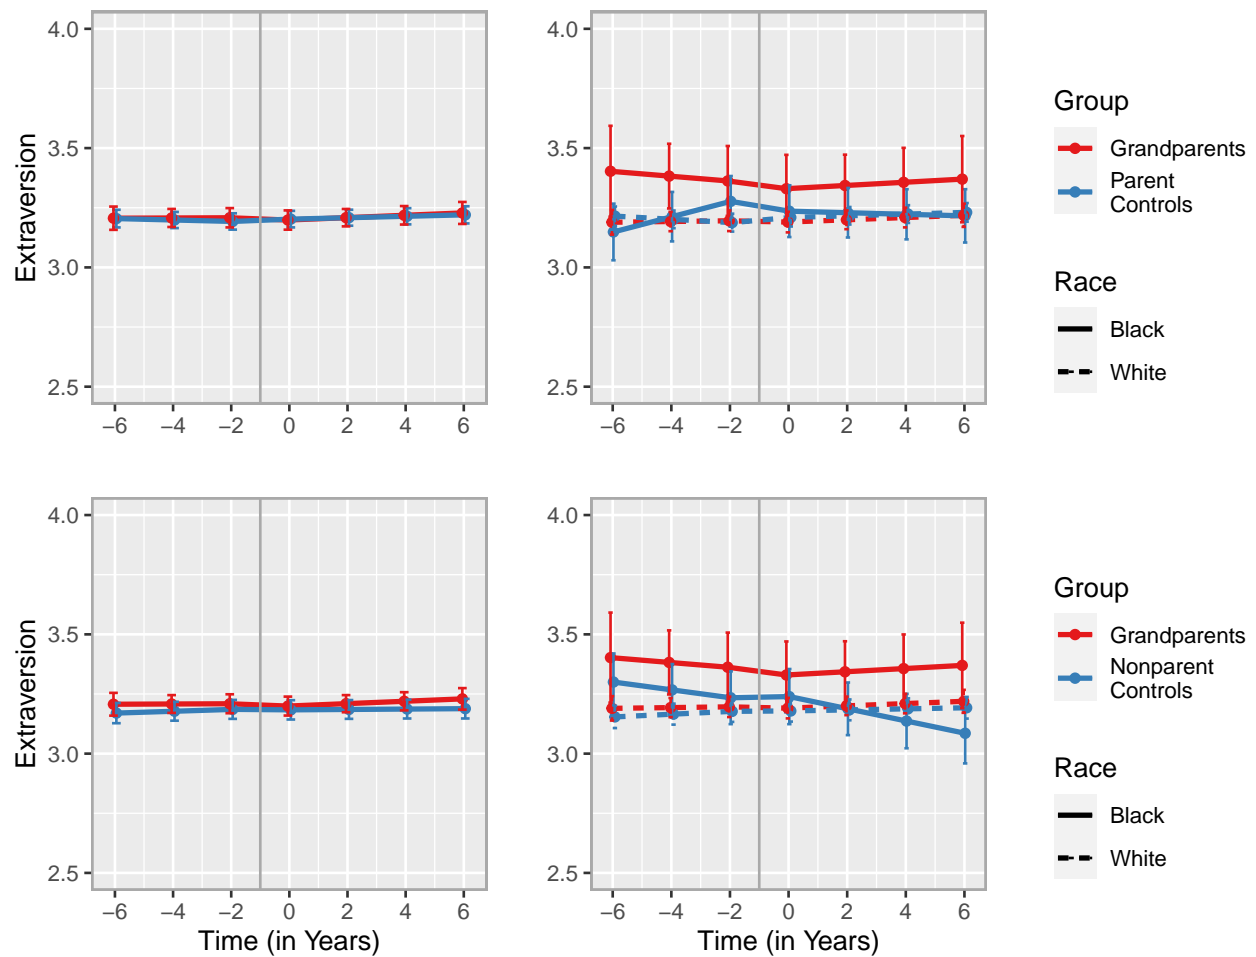 4.0
3.5
3.0
2.5
Extraversion
−6 −4 −2 0 2 4 6
4.0
3.5
3.0
2.5
−6 −4 −2 0 2 4 6
Group
Grandparents
Parent
Controls
Race
Black
White
4.0
3.5
3.0
2.5
Extraversion
−6 −4 −2 0 2 4 6
Time (in Years)
4.0
3.5
3.0
2.5
−6 −4 −2 0 2 4 6
Time (in Years)
Group
Grandparents
Nonparent
Controls
Race
Black
White